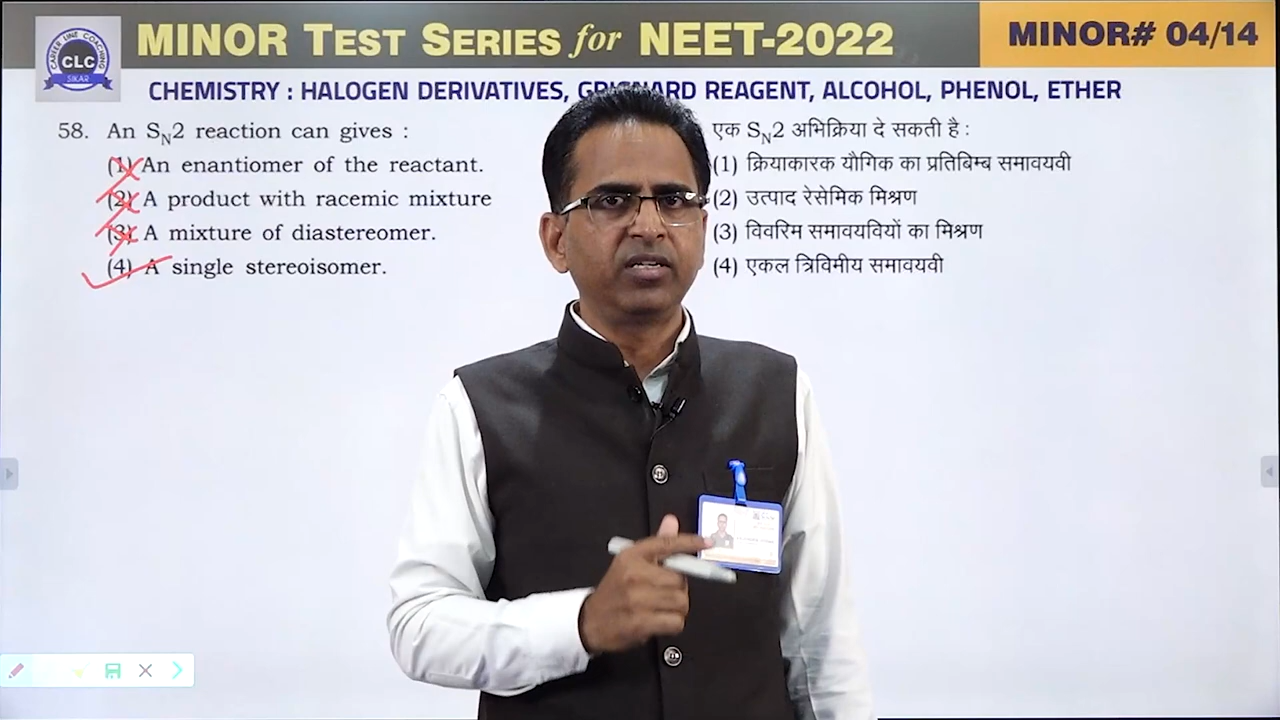 MINOR TEST SERIES for NEET-2022
MINOR# 04/14
CAREER LINE COACHING
CLC
SIKAR
CHEMISTRY : HALOGEN DERIVATIVES, GRIGNARD REAGENT, ALCOHOL, PHENOL, ETHER
58. An SN2 reaction can gives :
(1) An enantiomer of the reactant.
(2) A product with racemic mixture
(3) A mixture of diastereomer.
(4) A single stereoisomer.
एक SN2 अभिक्रिया दे सकती है :
(1) क्रियाकारक यौगिक का प्रतिबिम्ब समावयवी
(2) उत्पाद रेसेमिक मिश्रण
(3) विवरिम समावयवियों का मिश्रण
(4) एकल त्रिविमीय समावयवी